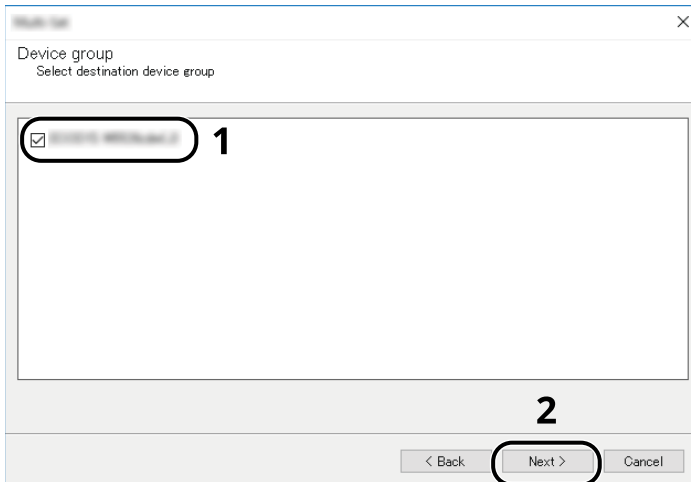 Device group
Select destination device group
1
2
< Back
Next >
Cancel